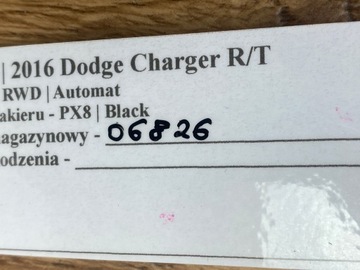 | 2016 Dodge Charger R/T
RWD | Automat
akieru - PX8 | Black
agazynowy - 06826
odzenia -